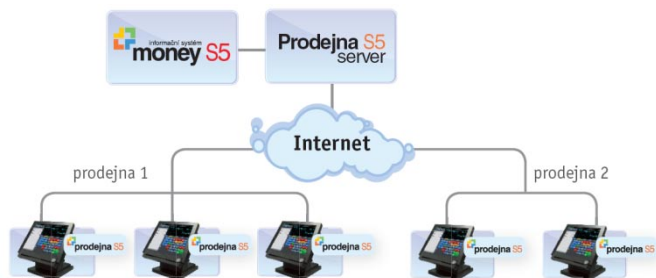 informační systém
money S5
Prodejna S5
server
Internet
prodejna 1
prodejna 2
prodejna S5
prodejna S5
prodejna S5
prodejna S5
prodejna S5